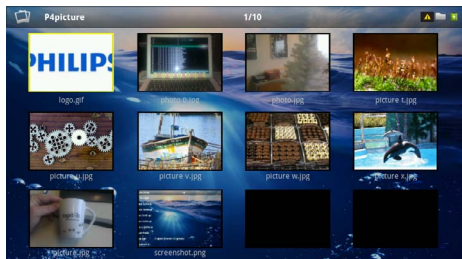 P4picture 1/10
PHILIPS
logo.gif photo 0.jpg photo.jpg picture t.jpg
picture u.jpg picture v.jpg picture w.jpg picture x.jpg
picture.jpg screenshot.png